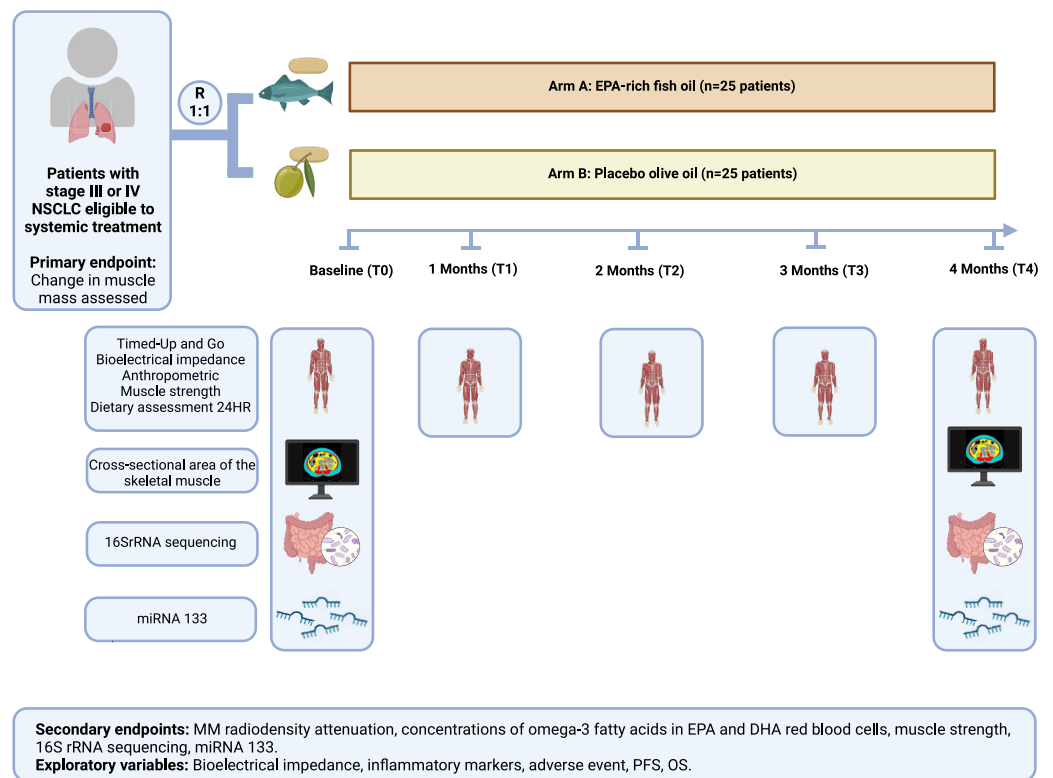 R
1:1
Arm A: EPA-rich fish oil (n=25 patients)
Arm B: Placebo olive oil (n=25 patients)
Patients with
stage III or IV
NSCLC eligible to
systemic treatment
Primary endpoint:
Change in muscle
mass assessed
Baseline (T0)
1 Months (T1)
2 Months (T2)
3 Months (T3)
4 Months (T4)
Timed-Up and Go
Bioelectrical impedance
Anthropometric
Muscle strength
Dietary assessment 24HR
Cross-sectional area of the
skeletal muscle
16SrRNA sequencing
miRNA 133
Secondary endpoints: MM radiodensity attenuation, concentrations of omega-3 fatty acids in EPA and DHA red blood cells, muscle strength,
16S rRNA sequencing, miRNA 133.
Exploratory variables: Bioelectrical impedance, inflammatory markers, adverse event, PFS, OS.